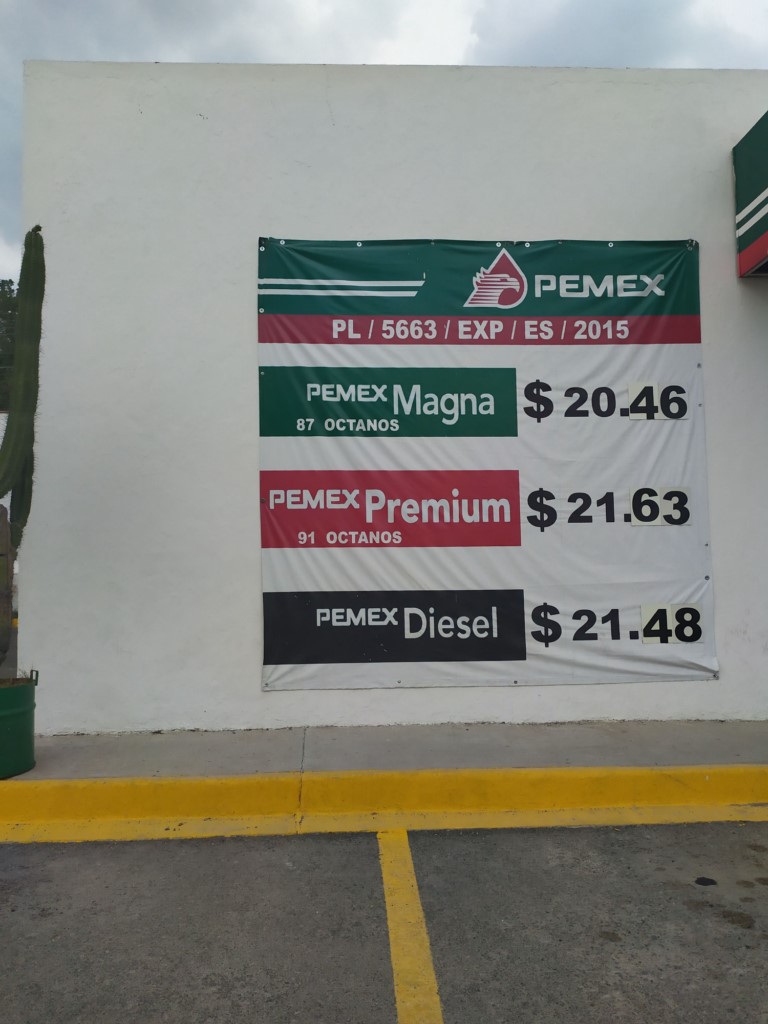 PEMEX
PL / 5663 / EXP / ES / 2015
PEMEX Magna $ 20.46
87 OCTANOS
PEMEX Premium $ 21.63
91 OCTANOS
PEMEX Diesel $ 21.48